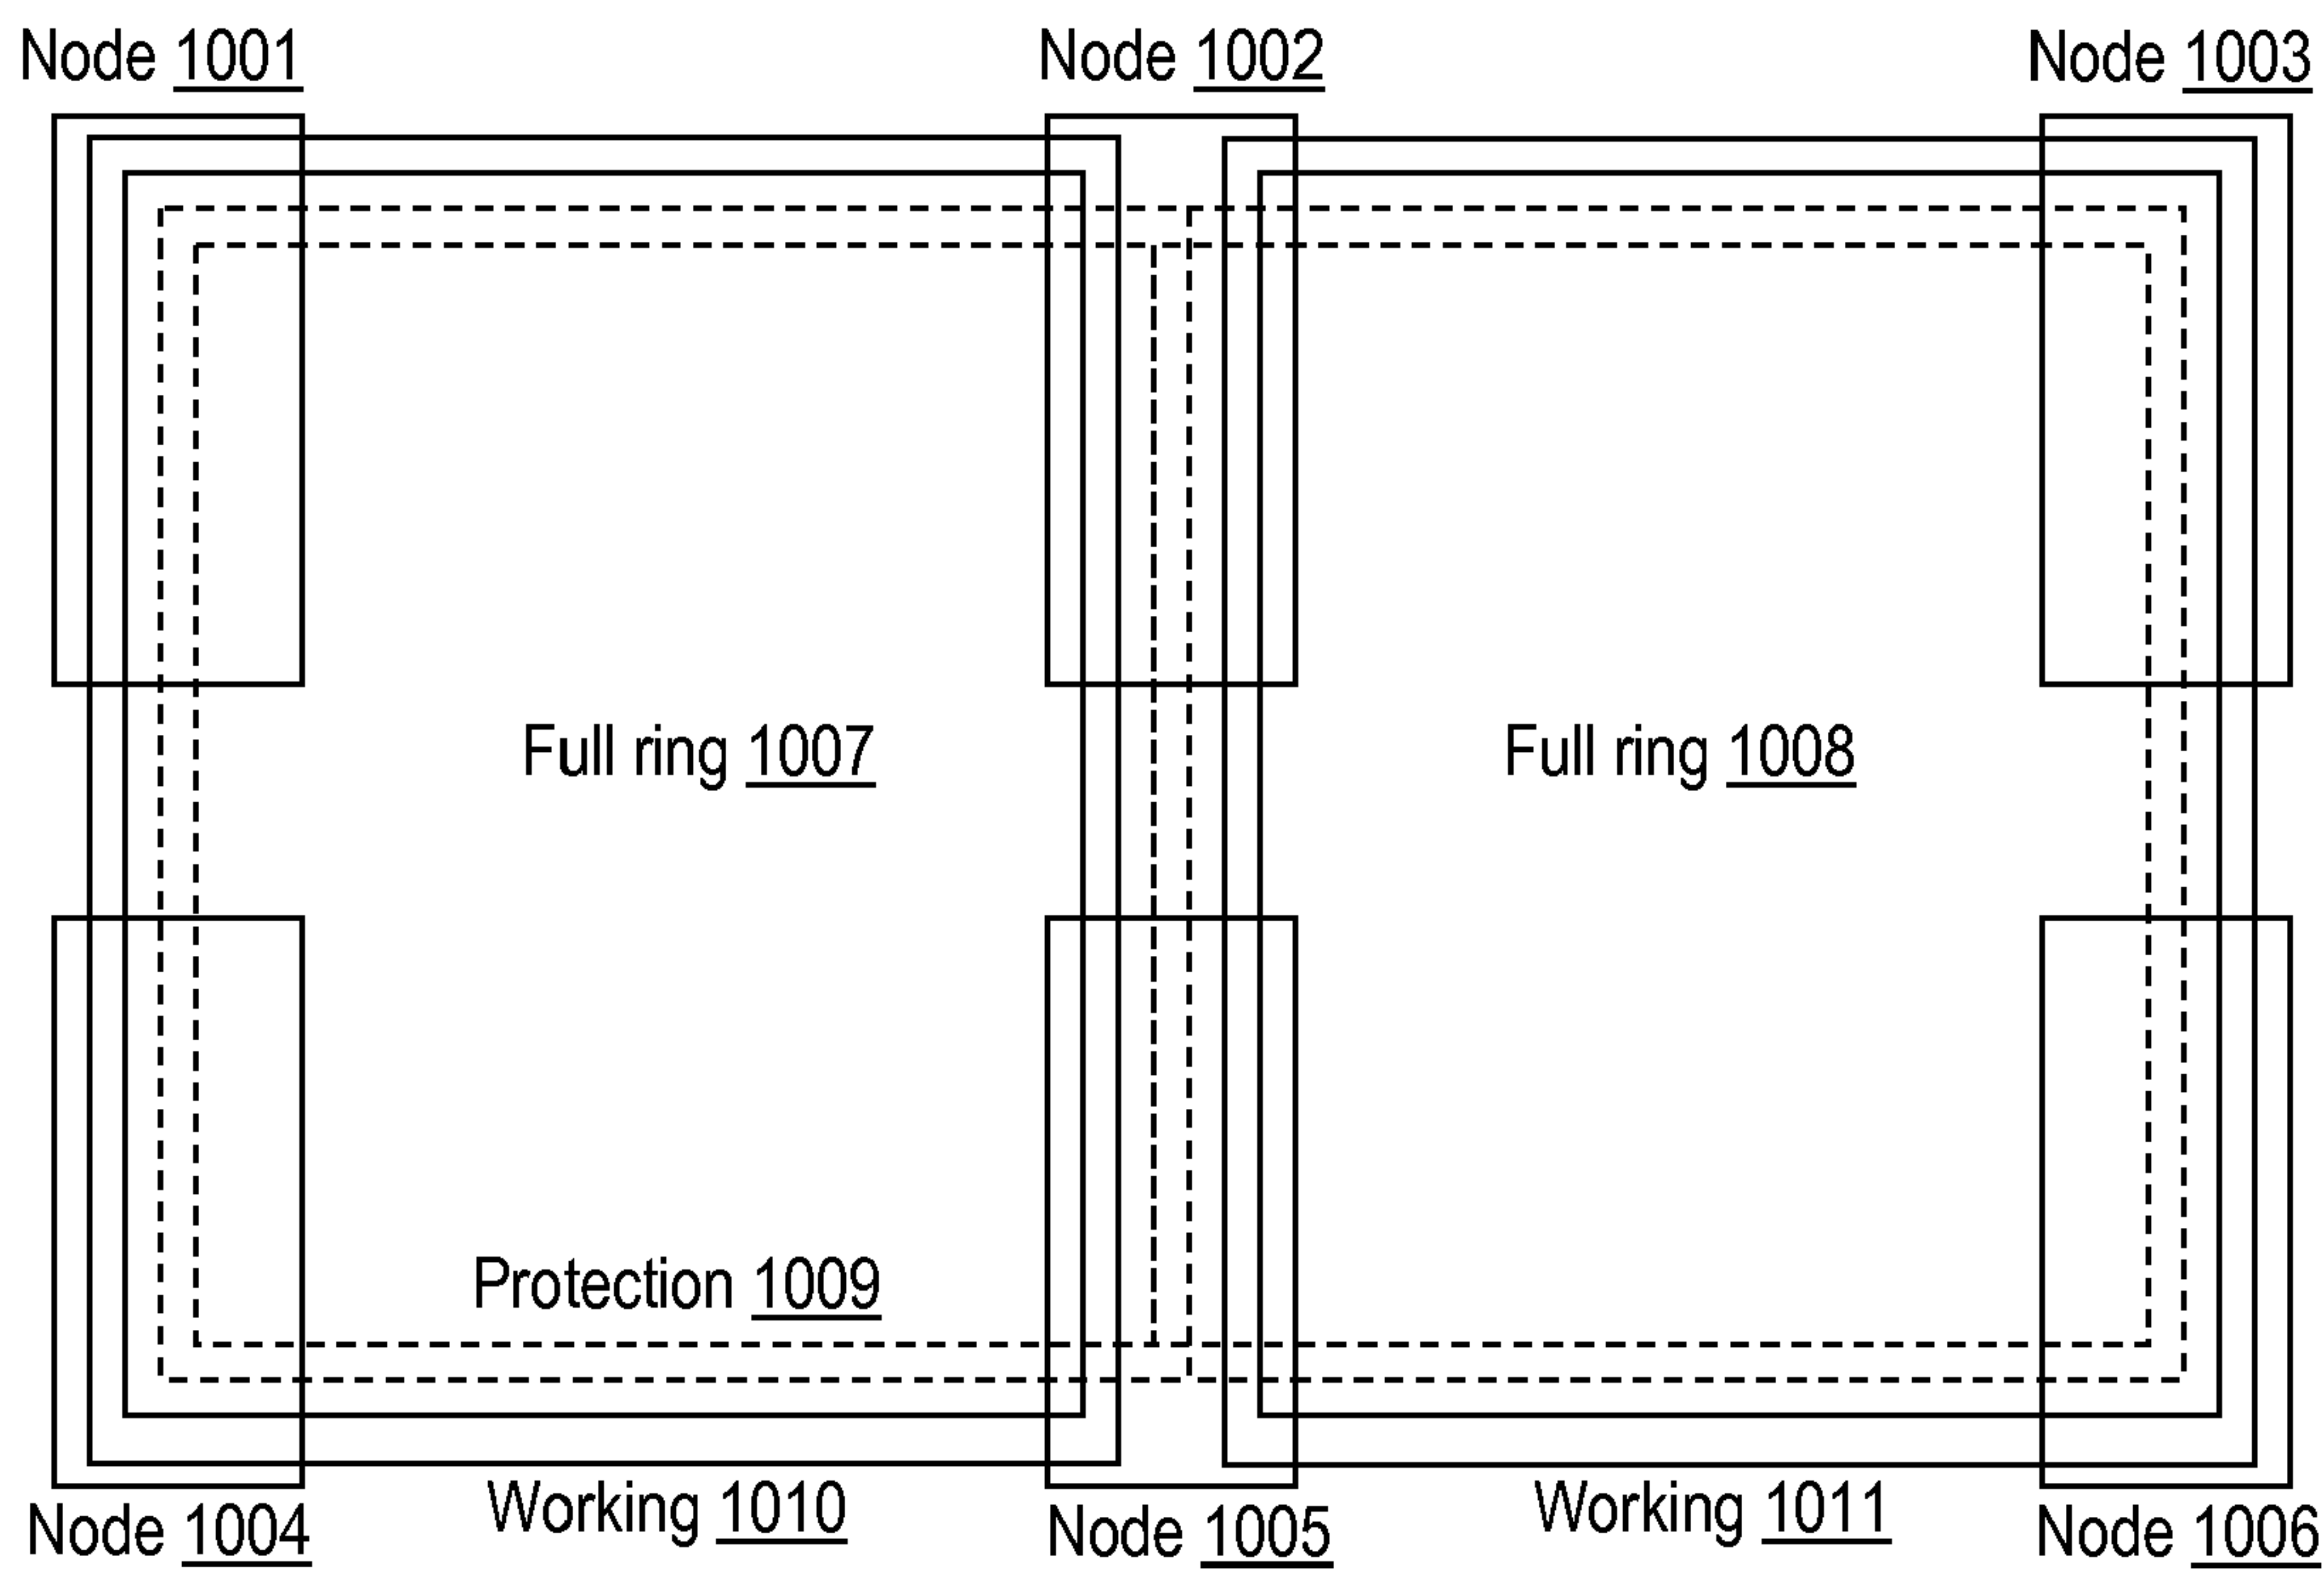 Node 1001
Node 1002
Node 1003
Full ring 1007
Full ring 1008
Protection 1009
Working 1010
Working 1011
Node 1004
Node 1005
Node 1006